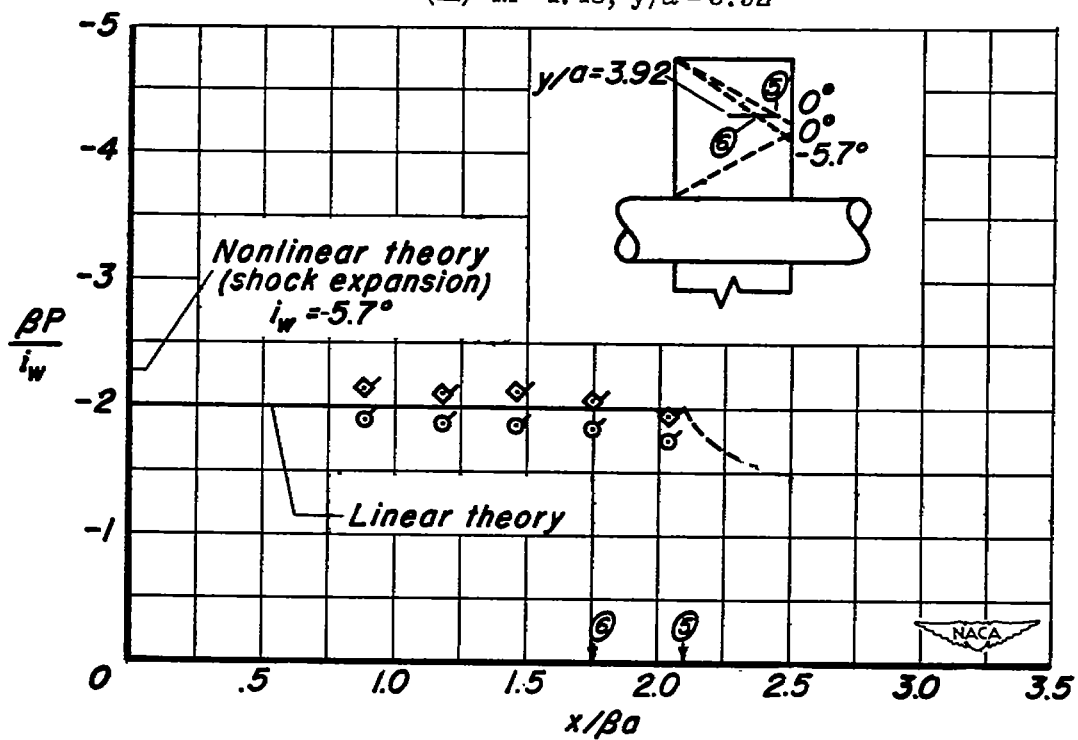 -5
-4
-3
-2
-1
0
βP
i_w
y/a=3.92
5
0°
6
0°
-5.7°
Nonlinear theory
(shock expansion)
i_w=-5.7°
Linear theory
6
5
NACA
.5
1.0
1.5
2.0
2.5
3.0
3.5
x/βa